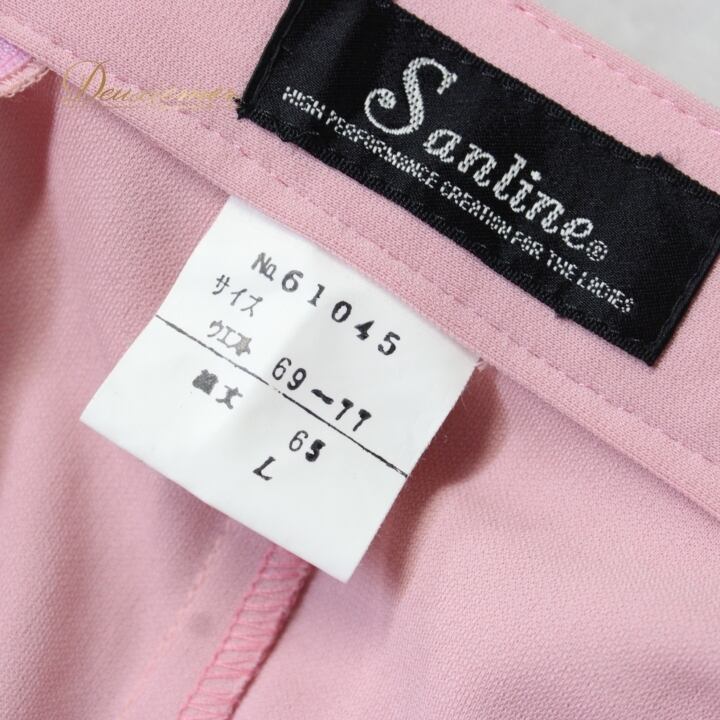 Sanline®
HIGH PERFORMANCE CREATION FOR THE LADIES
№61045
サイズ
ウエスト 69~77
総丈 65
L